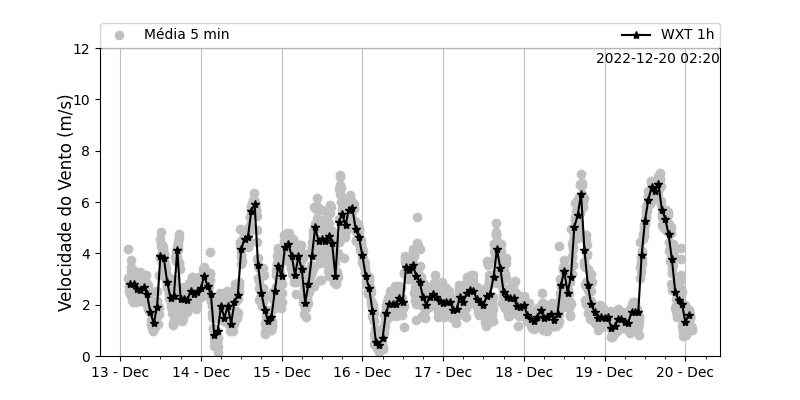 Média 5 min
WXT 1h
2022-12-20 02:20
Velocidade do Vento (m/s)
12
10
8
6
4
2
0
13 - Dec
14 - Dec
15 - Dec
16 - Dec
17 - Dec
18 - Dec
19 - Dec
20 - Dec